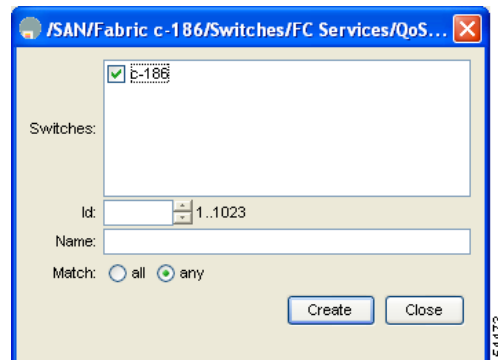 /SAN/Fabric c-186/Switches/FC Services/QoS...
c-186
Switches:
Id: 1..1023
Name:
Match: all any
Create Close